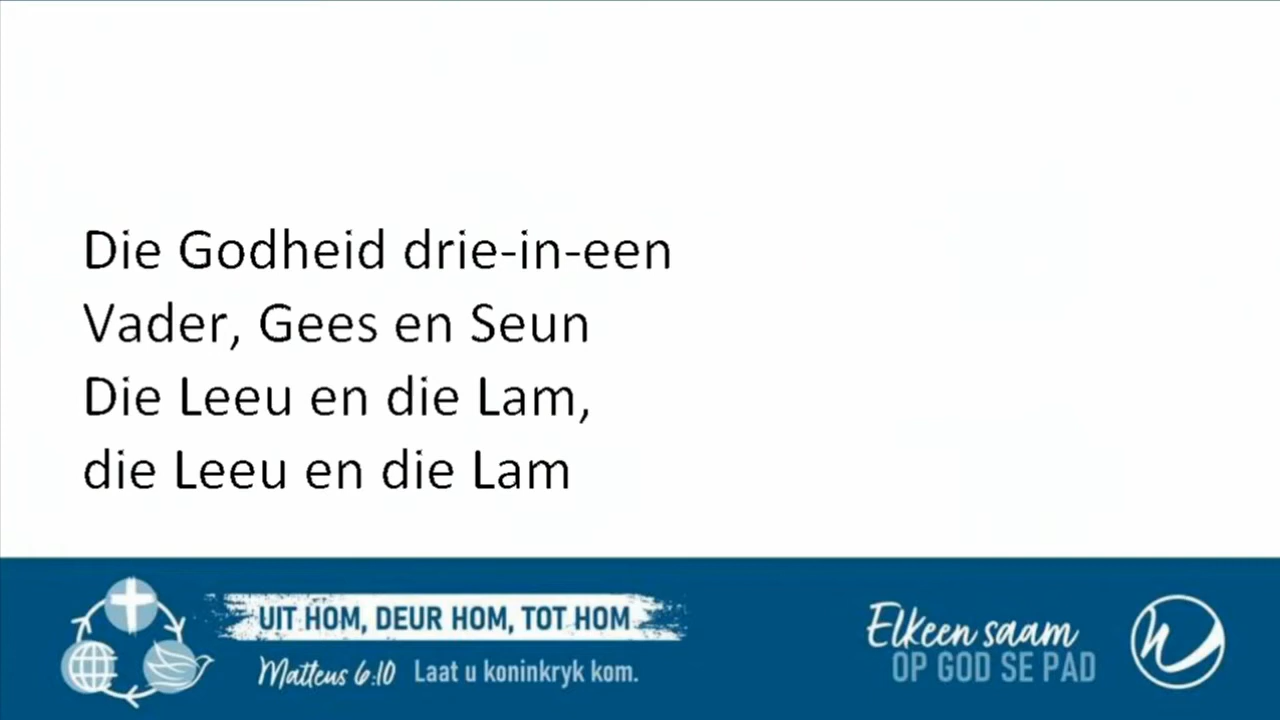 Die Godheid drie-in-een
Vader, Gees en Seun
Die Leeu en die Lam,
die Leeu en die Lam
UIT HOM, DEUR HOM, TOT HOM
Matteus 6:10 Laat u koninkryk kom.
Elkeen saam
OP GOD SE PAD